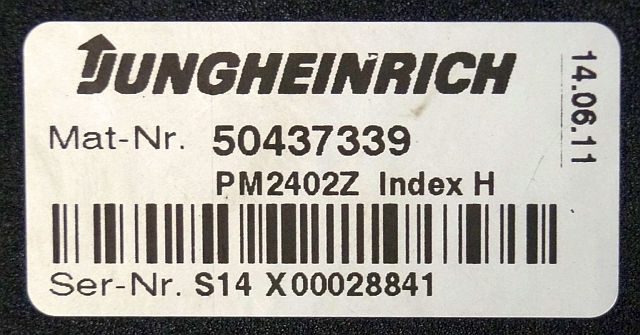 JUNGHEINRICH
14.06.11
Mat-Nr. 50437339
PM2402Z Index H
Ser-Nr. S14 X00028841